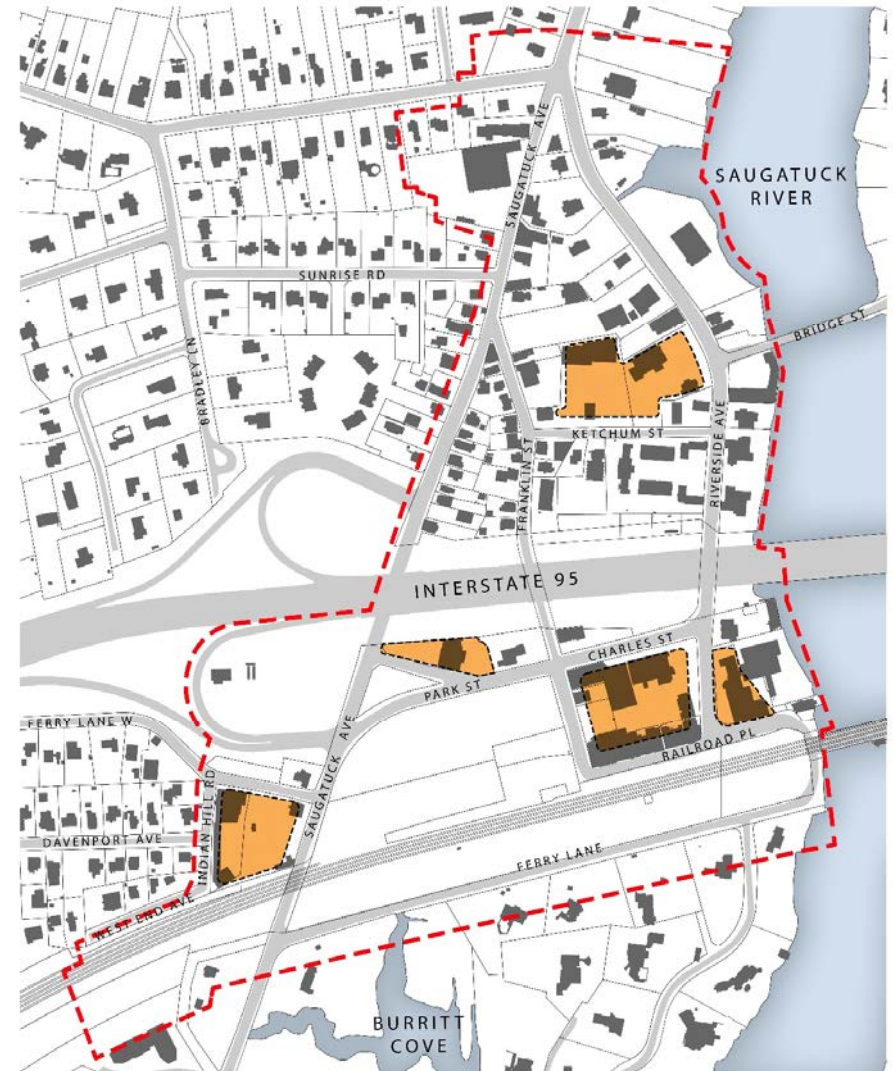 SAUGATUCK AVE
SAUGATUCK
RIVER
SUNRISE RD
BRIDGE ST
BRADLEY LN
KETCHUM ST
FRANKLIN ST
RIVERSIDE AVE
INTERSTATE 95
CHARLES ST
PARK ST
FERRY LANE W
SAUGATUCK AVE
RAILROAD PL
INDIAN HILL RD
DAVENPORT AVE
FERRY LANE
WEST END AVE
BURRITT
COVE